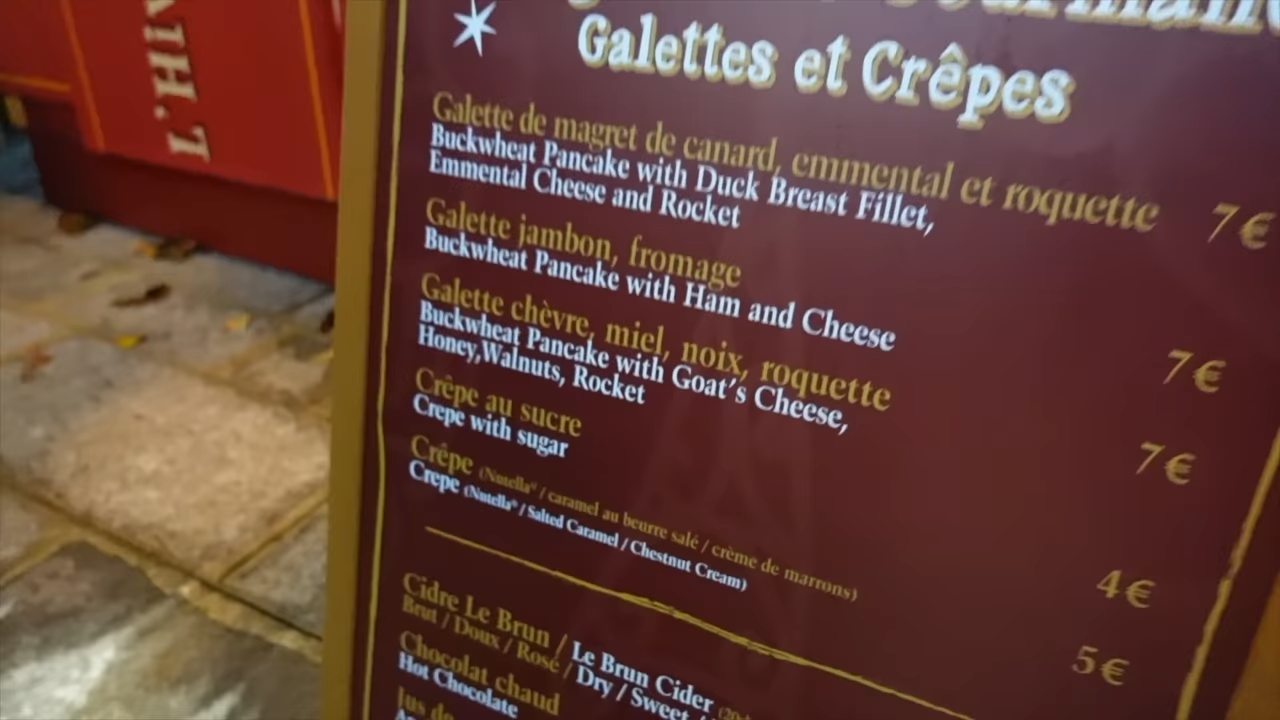 Galettes et Crêpes
Galette de magret de canard, emmental et roquette 7€
Buckwheat Pancake with Duck Breast Fillet,
Emmental Cheese and Rocket
Galette jambon, fromage 7€
Buckwheat Pancake with Ham and Cheese
Galette chèvre, miel, noix, roquette 7€
Buckwheat Pancake with Goat's Cheese,
Honey,Walnuts, Rocket
Crêpe au sucre 4€
Crepe with sugar
Crêpe (Nutella® / caramel au beurre salé / crème de marrons) 5€
Crepe (Nutella® / Salted Caramel / Chestnut Cream)
Cidre Le Brun / Le Brun Cider
Brut / Doux / Rosé / Dry / Sweet
Chocolat chaud
Hot Chocolate
Jus de